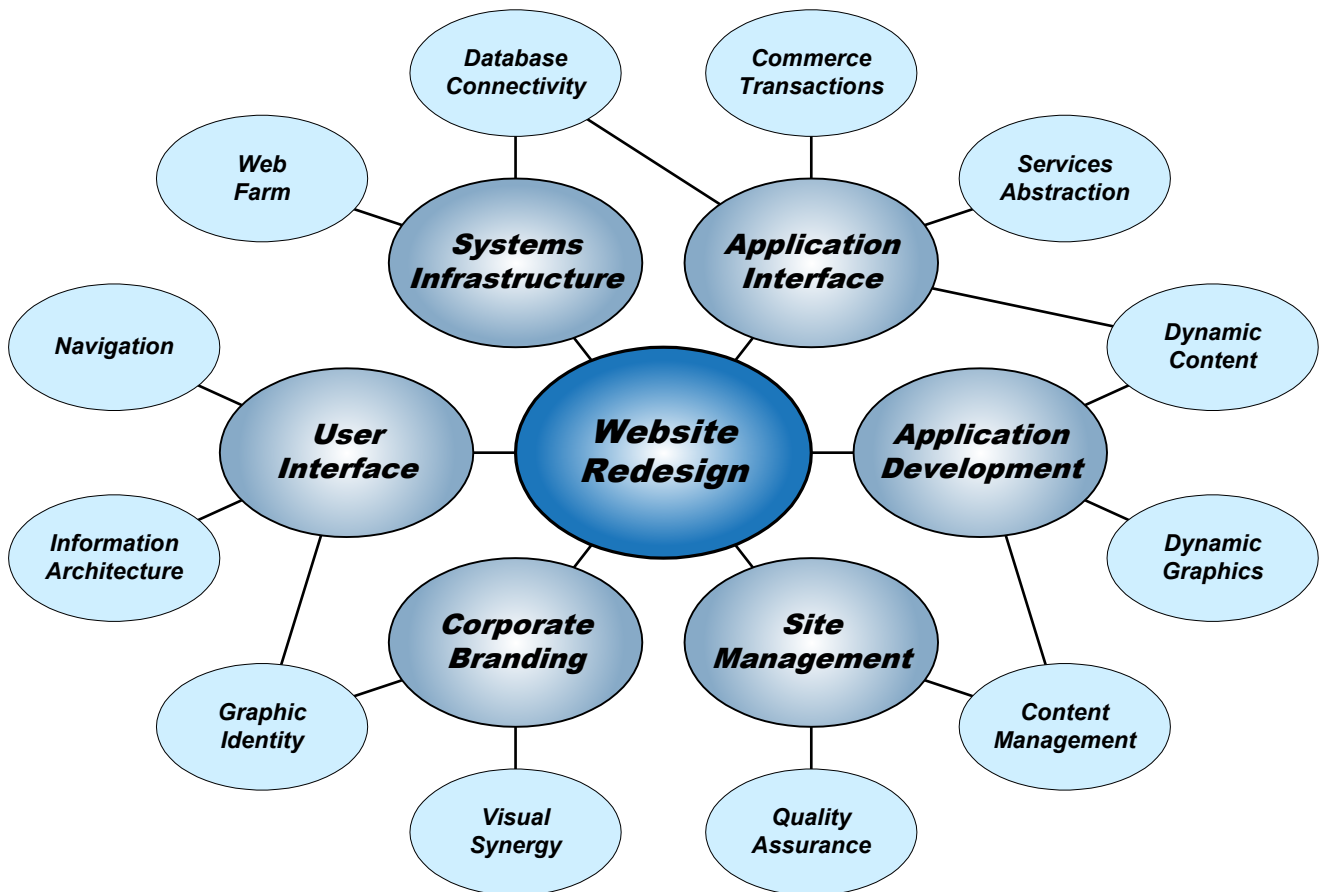 Database
Connectivity
Commerce
Transactions
Web
Farm
Services
Abstraction
Systems
Infrastructure
Application
Interface
Navigation
Dynamic
Content
User
Interface
Website
Redesign
Application
Development
Information
Architecture
Dynamic
Graphics
Corporate
Branding
Site
Management
Graphic
Identity
Content
Management
Visual
Synergy
Quality
Assurance